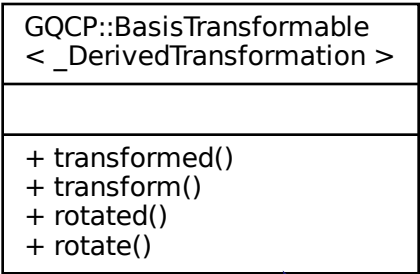 GQCP::BasisTransformable
< _DerivedTransformation >
+ transformed()
+ transform()
+ rotated()
+ rotate()